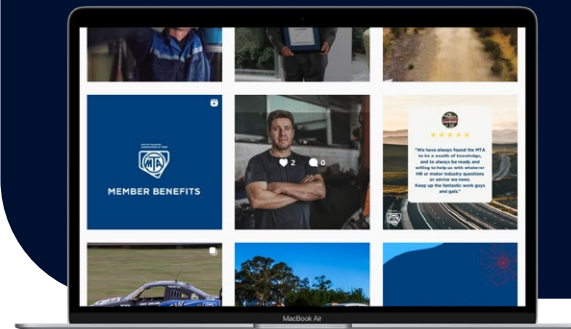 MTA
MEMBER BENEFITS
2
0
"We have always found the MTA
to be a wealth of knowledge,
and to always be ready and
willing to help us with whatever
HR or motor industry questions
or advice we need.
Keep up the fantastic work guys
and gals."
MTA
MacBook Air